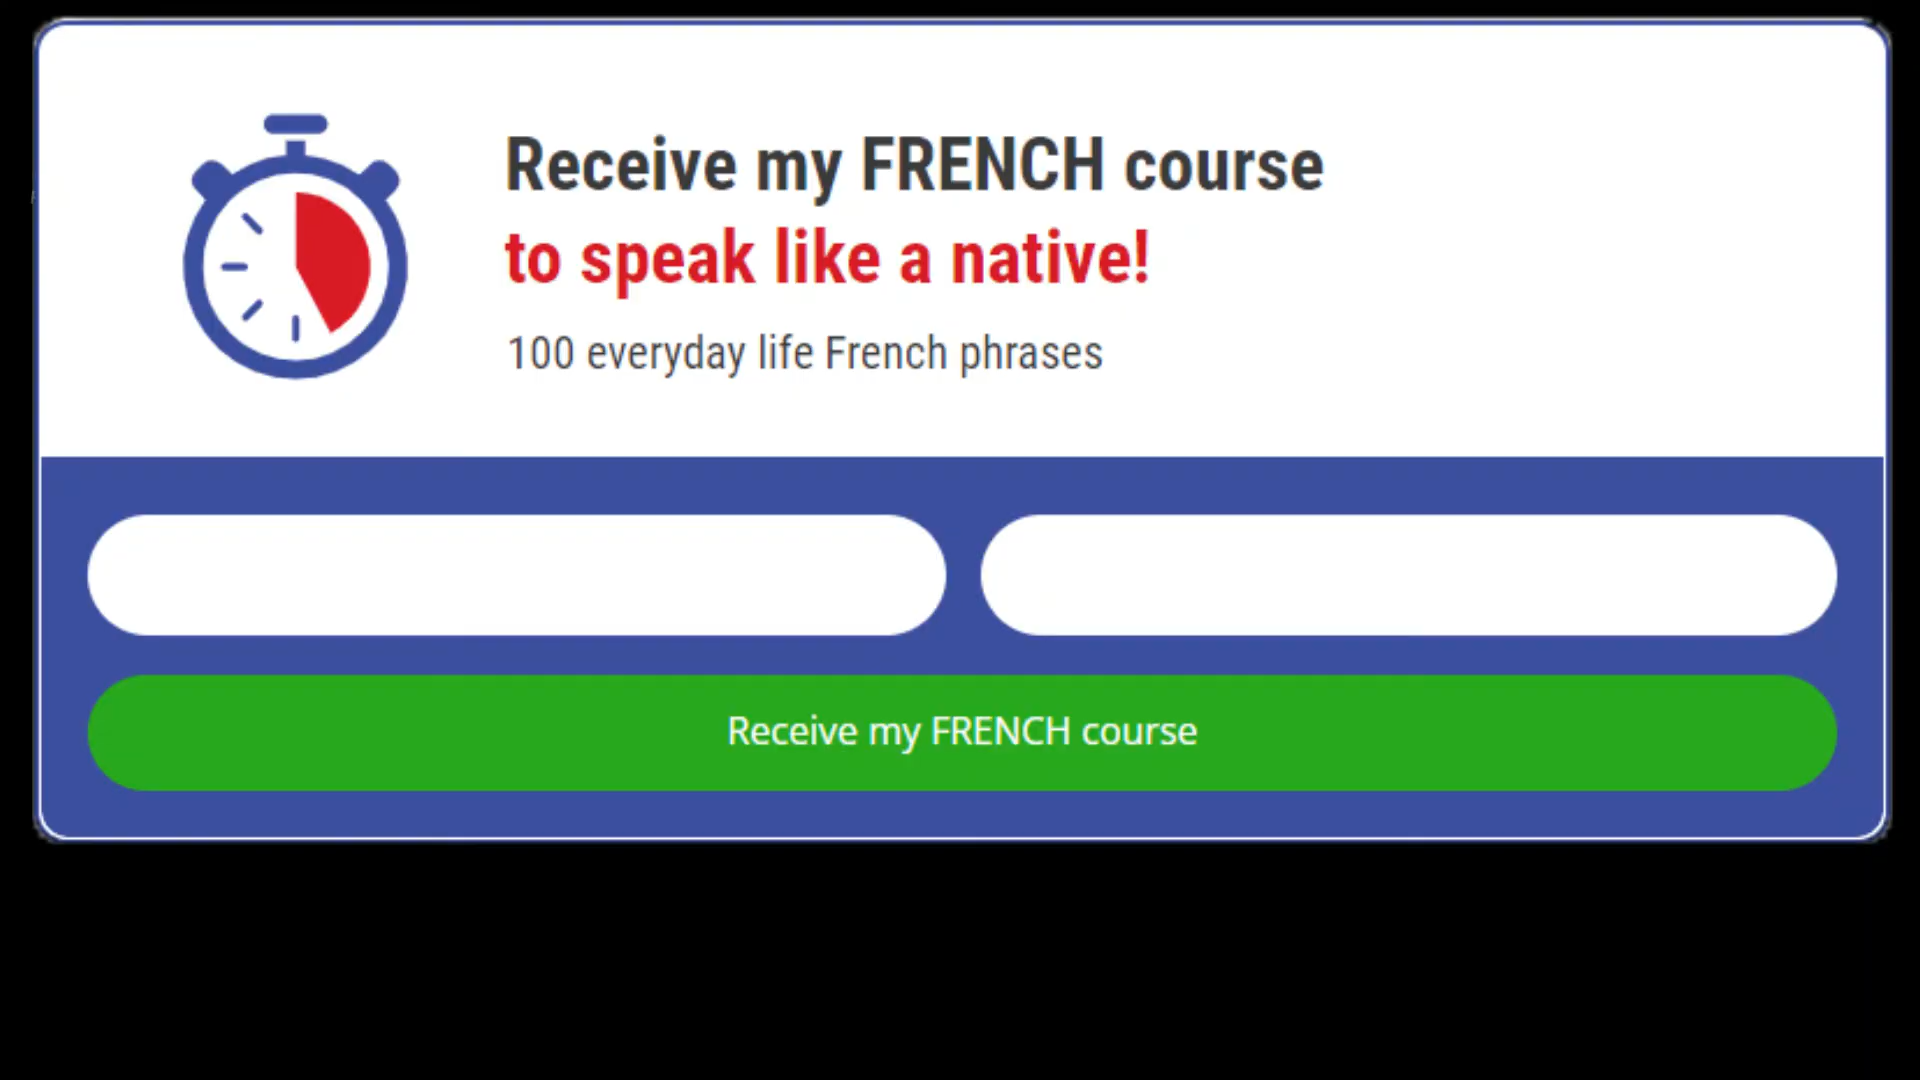 Receive my FRENCH course
to speak like a native!
100 everyday life French phrases
Receive my FRENCH course